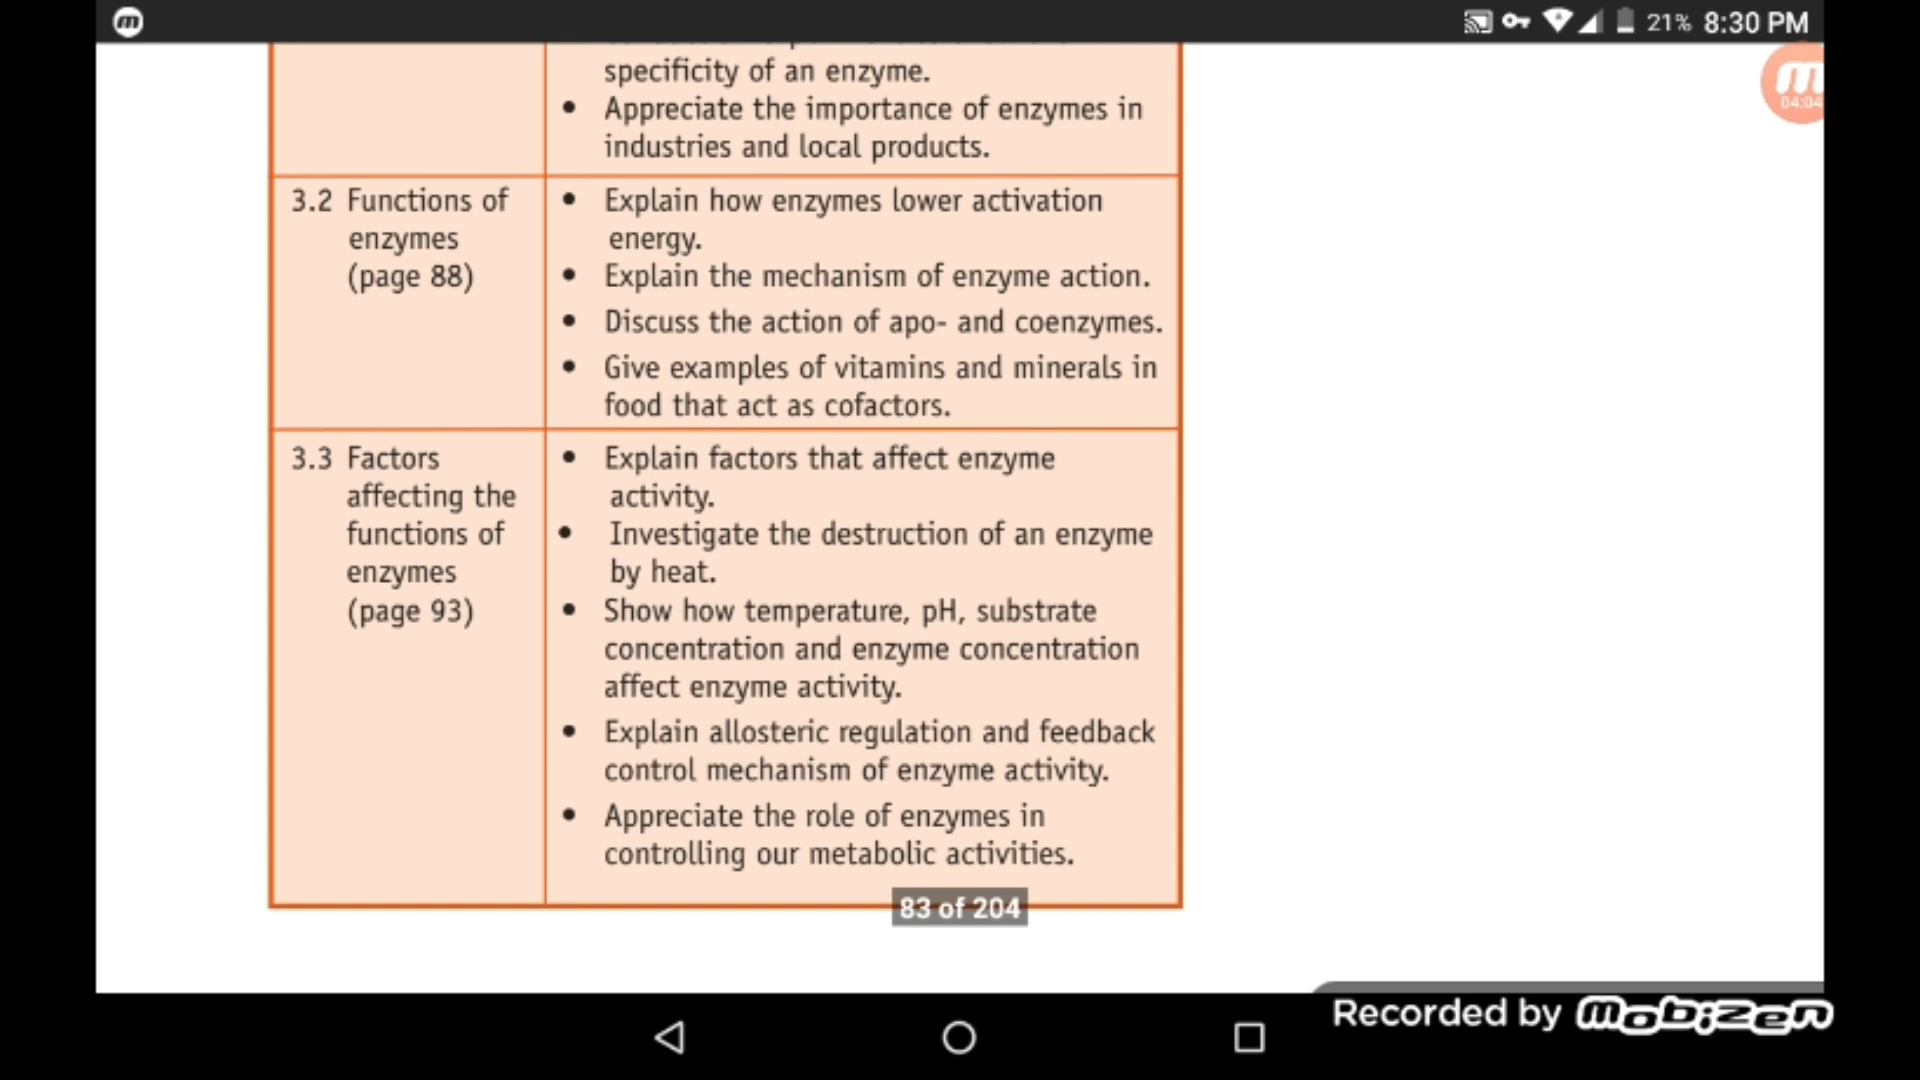 21% 8:30 PM
04:04
specificity of an enzyme.
• Appreciate the importance of enzymes in
industries and local products.
3.2 Functions of
enzymes
(page 88)
• Explain how enzymes lower activation
energy.
• Explain the mechanism of enzyme action.
• Discuss the action of apo- and coenzymes.
• Give examples of vitamins and minerals in
food that act as cofactors.
3.3 Factors
affecting the
functions of
enzymes
(page 93)
• Explain factors that affect enzyme
activity.
• Investigate the destruction of an enzyme
by heat.
• Show how temperature, pH, substrate
concentration and enzyme concentration
affect enzyme activity.
• Explain allosteric regulation and feedback
control mechanism of enzyme activity.
• Appreciate the role of enzymes in
controlling our metabolic activities.
83 of 204
Recorded by mobizen